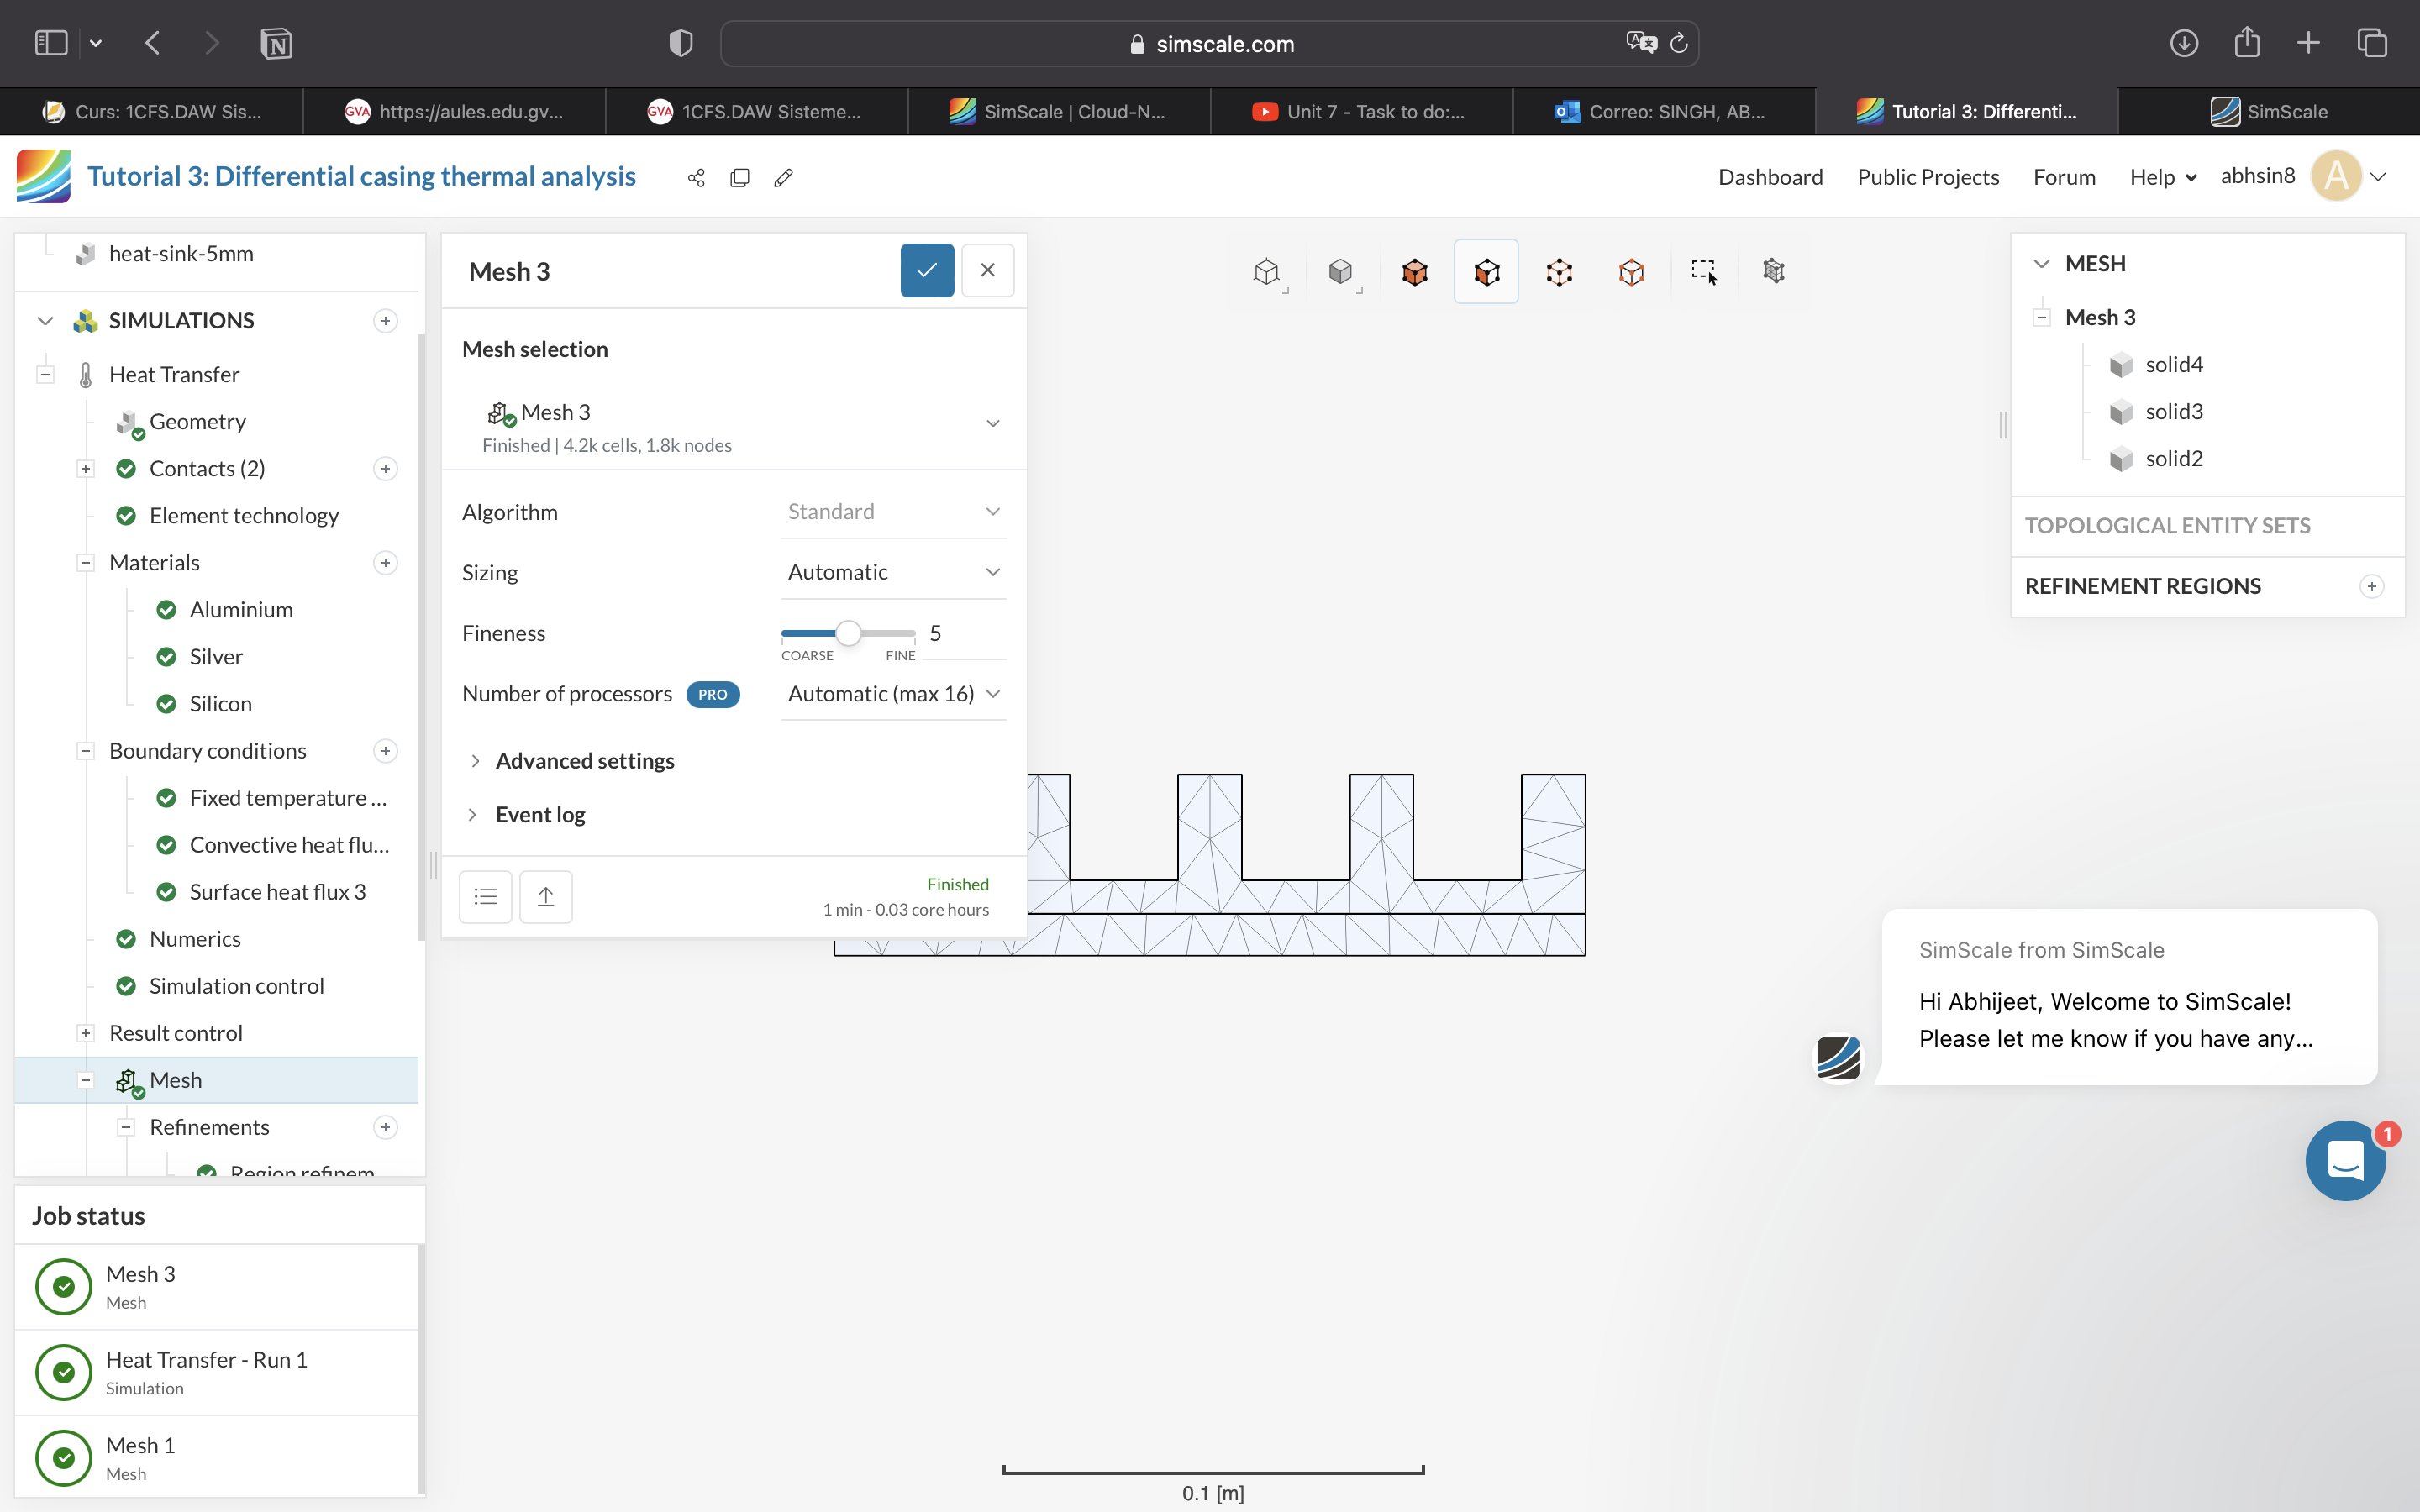 simscale.com
Curs: 1CFS.DAW Sis...
GVA
https://aules.edu.gv...
GVA
1CFS.DAW Sisteme...
SimScale | Cloud-N...
Unit 7 - Task to do:...
Correo: SINGH, AB...
Tutorial 3: Differenti...
SimScale
Tutorial 3: Differential casing thermal analysis
Dashboard
Public Projects
Forum
Help
abhsin8
A
heat-sink-5mm
SIMULATIONS
Heat Transfer
Geometry
Contacts (2)
Element technology
Materials
Aluminium
Silver
Silicon
Boundary conditions
Fixed temperature ...
Convective heat flu...
Surface heat flux 3
Numerics
Simulation control
Result control
Mesh
Refinements
Region refinem
Job status
Mesh 3
Mesh
Heat Transfer - Run 1
Simulation
Mesh 1
Mesh
Mesh 3
Mesh selection
Mesh 3
Finished | 4.2k cells, 1.8k nodes
Algorithm
Standard
Sizing
Automatic
Fineness
5
COARSE
FINE
Number of processors
PRO
Automatic (max 16)
Advanced settings
Event log
Finished
1 min - 0.03 core hours
0.1 [m]
MESH
Mesh 3
solid4
solid3
solid2
TOPOLOGICAL ENTITY SETS
REFINEMENT REGIONS
SimScale from SimScale
Hi Abhijeet, Welcome to SimScale!
Please let me know if you have any...
1